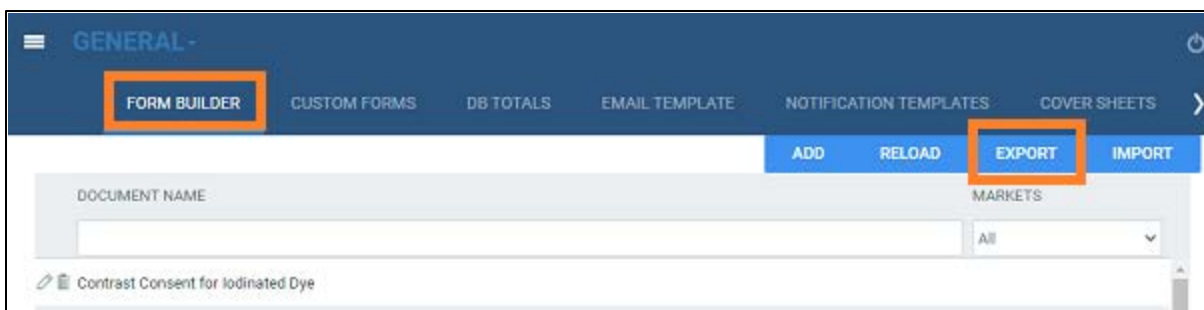 GENERAL
FORM BUILDER CUSTOM FORMS DB TOTALS EMAIL TEMPLATE NOTIFICATION TEMPLATES COVER SHEETS
ADD RELOAD EXPORT IMPORT
DOCUMENT NAME MARKETS
All
Contrast Consent for Iodinated Dye